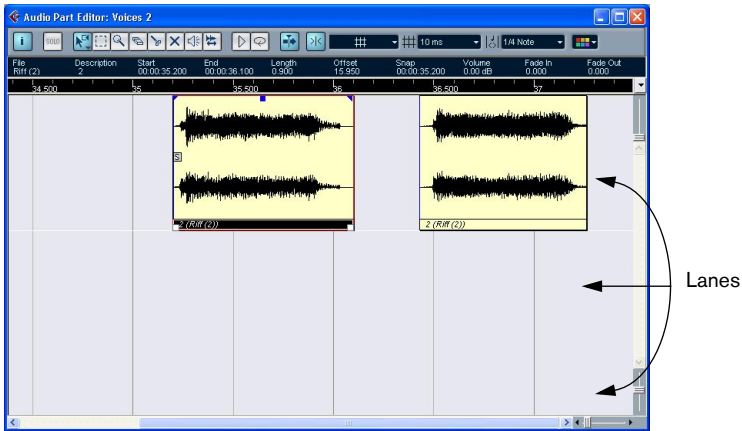 Audio Part Editor: Voices 2
i SOLO 10 ms 1/4 Note
File Description Start End Length Offset Snap Volume Fade In Fade Out
Riff (2) 2 00:00:35.200 00:00:36.100 0.900 15.950 00:00:35.200 0.00 dB 0.000 0.000
34.500 35 35.500 36 36.500 37
S
2 (Riff (2)) 2 (Riff (2))
Lanes